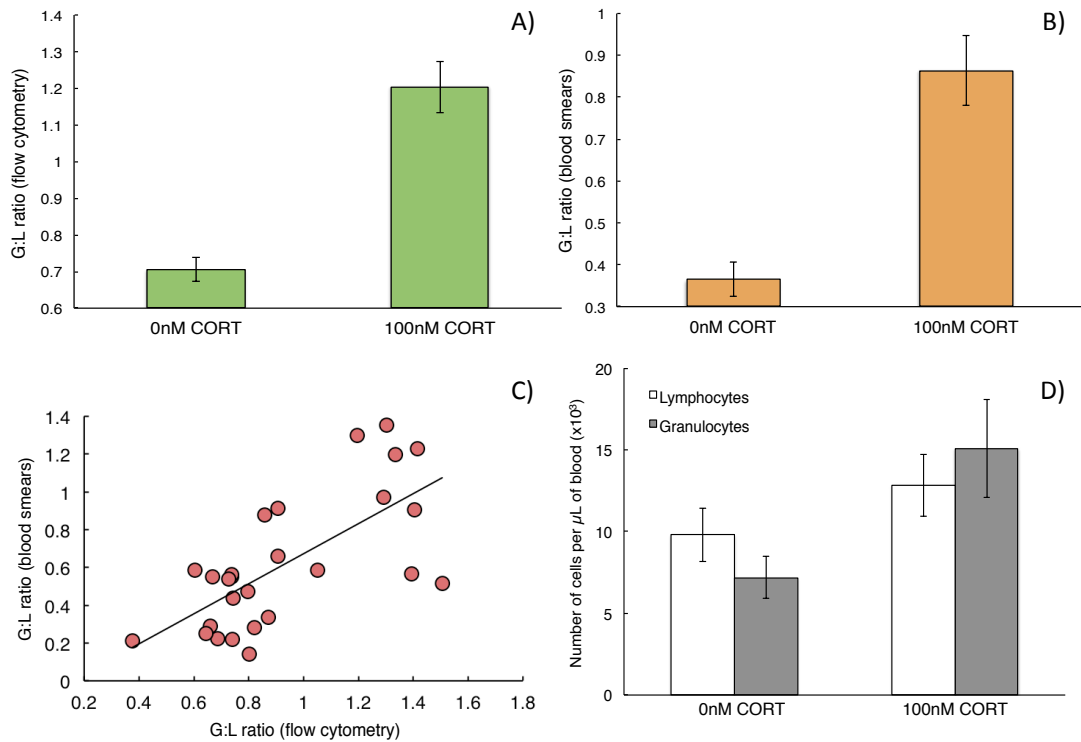 A)
G:L ratio (flow cytometry)
1.4
1.3
1.2
1.1
1
0.9
0.8
0.7
0.6
0nM CORT 100nM CORT
B)
G:L ratio (blood smears)
1
0.9
0.8
0.7
0.6
0.5
0.4
0.3
0nM CORT 100nM CORT
C)
G:L ratio (blood smears)
1.4
1.2
1
0.8
0.6
0.4
0.2
0
0.2 0.4 0.6 0.8 1 1.2 1.4 1.6 1.8
G:L ratio (flow cytometry)
D)
Number of cells per µL of blood (x10³)
20
15
10
5
0
Lymphocytes
Granulocytes
0nM CORT 100nM CORT